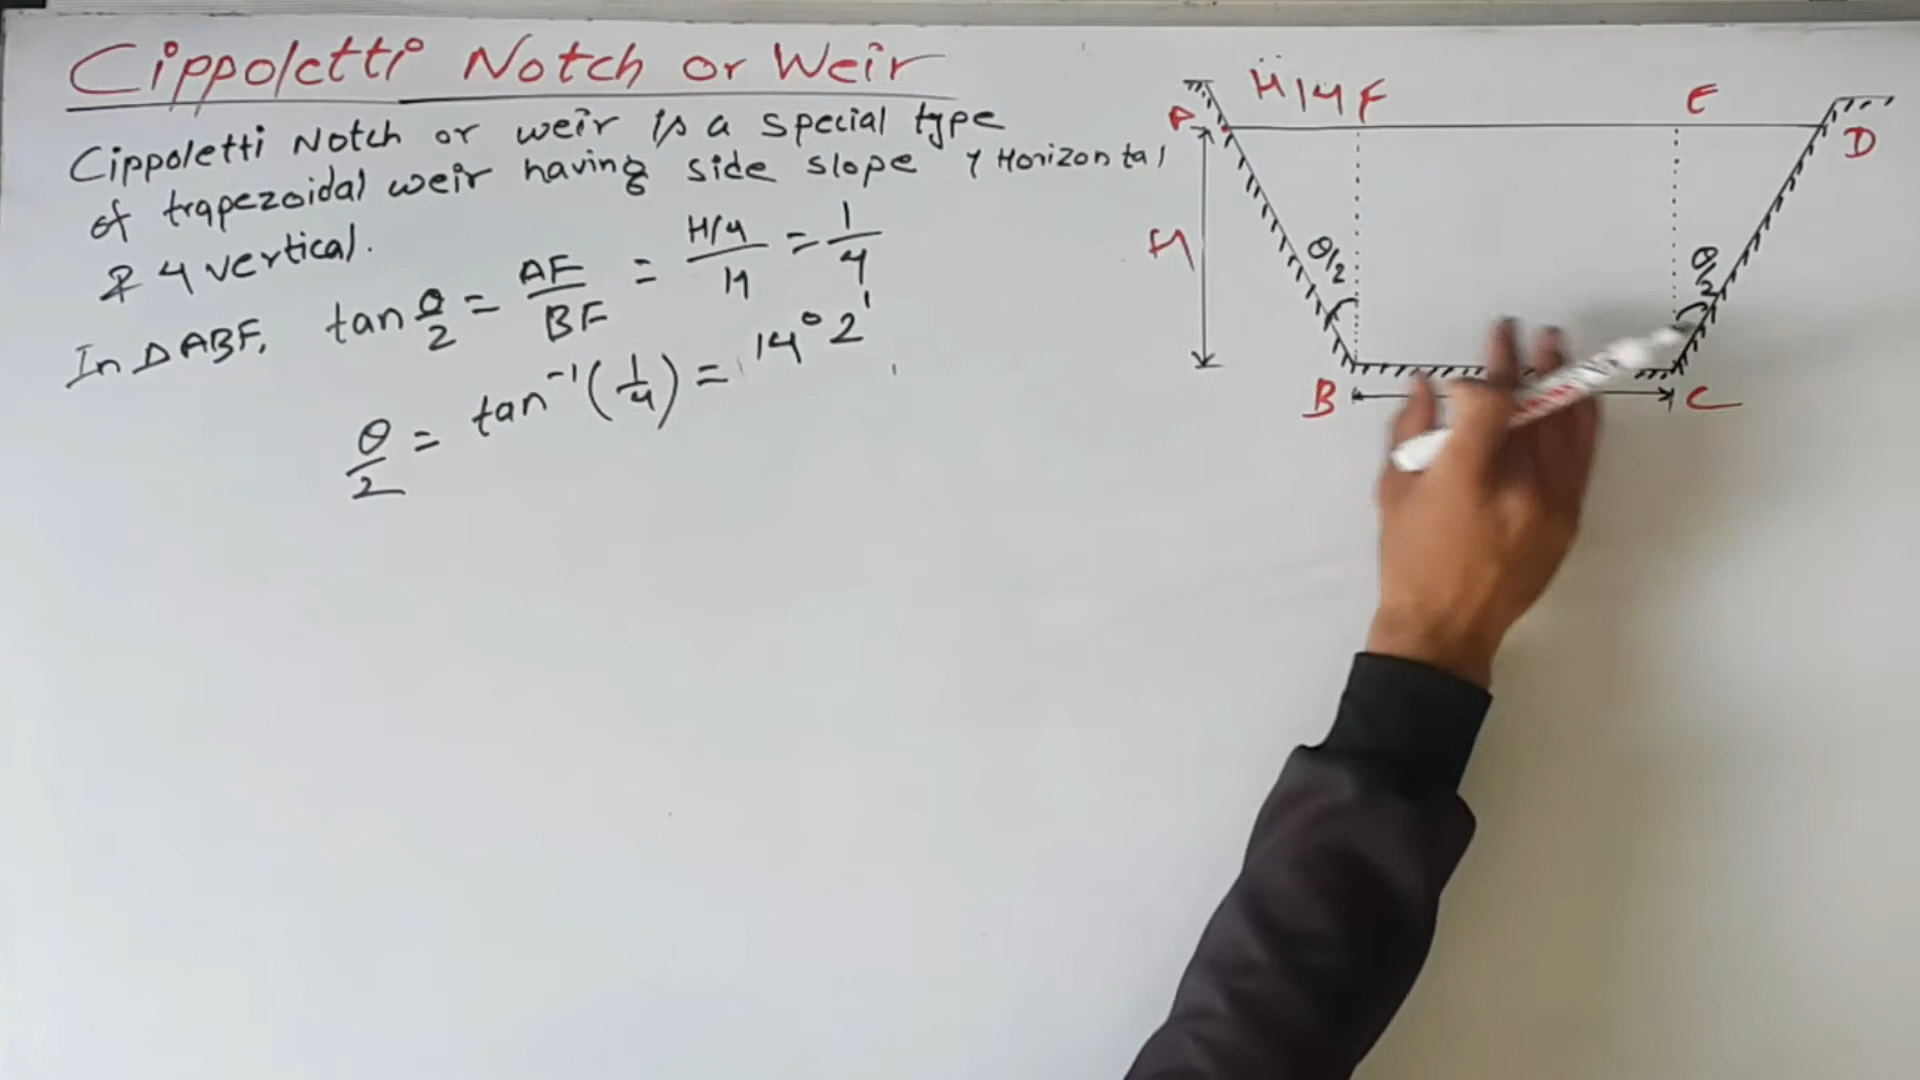 Cippoletti Notch or Weir
Cippoletti Notch or weir is a special type
of trapezoidal weir having side slope 1 Horizontal
& 4 vertical.
In ΔABF, tan θ/2 = AF/BF = H/4/H = 1/4
θ/2 = tan⁻¹(1/4) = 14°2'
A H/4 F E D
H θ/2 θ/2
B C